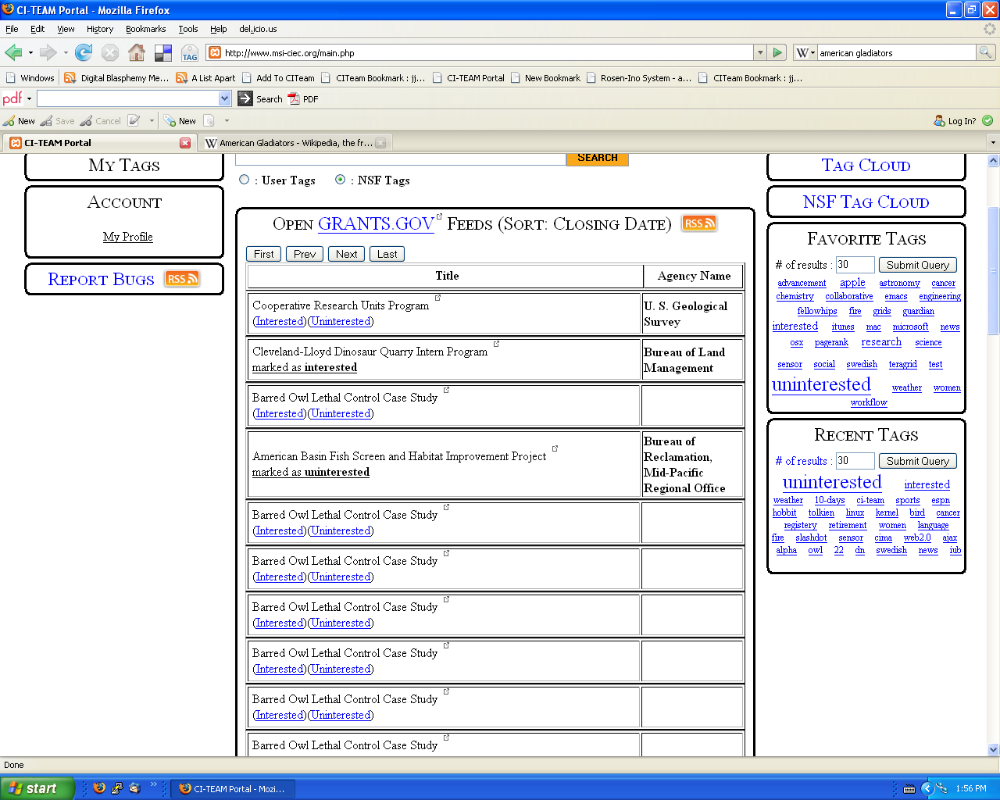 CI-TEAM Portal - Mozilla Firefox
File Edit View History Bookmarks Tools Help del.icio.us
TAG http://www.msi-ciec.org/main.php W american gladiators
Windows Digital Blasphemy Me... A List Apart Add To CITeam CITeam Bookmark : jj... CI-TEAM Portal New Bookmark Rosen-Ino System - a... CITeam Bookmark : jj...
pdf Search PDF
New Save Cancel New Log In?
CI-TEAM Portal W American Gladiators - Wikipedia, the fr...
My Tags
Account
My Profile
Report Bugs RSS
SEARCH
: User Tags : NSF Tags
Open GRANTS.GOV Feeds (Sort: Closing Date) RSS
First Prev Next Last
Title Agency Name
Cooperative Research Units Program
(Interested)(Uninterested)
U. S. Geological
Survey
Cleveland-Lloyd Dinosaur Quarry Intern Program
marked as interested
Bureau of Land
Management
Barred Owl Lethal Control Case Study
(Interested)(Uninterested)
American Basin Fish Screen and Habitat Improvement Project
marked as uninterested
Bureau of
Reclamation,
Mid-Pacific
Regional Office
Barred Owl Lethal Control Case Study
(Interested)(Uninterested)
Barred Owl Lethal Control Case Study
(Interested)(Uninterested)
Barred Owl Lethal Control Case Study
(Interested)(Uninterested)
Barred Owl Lethal Control Case Study
(Interested)(Uninterested)
Barred Owl Lethal Control Case Study
(Interested)(Uninterested)
Barred Owl Lethal Control Case Study
Tag Cloud
NSF Tag Cloud
Favorite Tags
# of results : 30 Submit Query
advancement apple astronomy cancer
chemistry collaborative emacs engineering
fellowhips fire grids guardian
interested itunes mac microsoft news
osx pagerank research science
sensor social swedish teragrid test
uninterested weather women
workflow
Recent Tags
# of results : 30 Submit Query
uninterested interested
weather 10-days ci-team sports espn
hobbit tolkien linux kernel bird cancer
registery retirement women language
fire slashdot sensor cima web2.0 ajax
alpha owl 22 dn swedish news iub
Done
start CI-TEAM Portal - Mozi... 1:56 PM